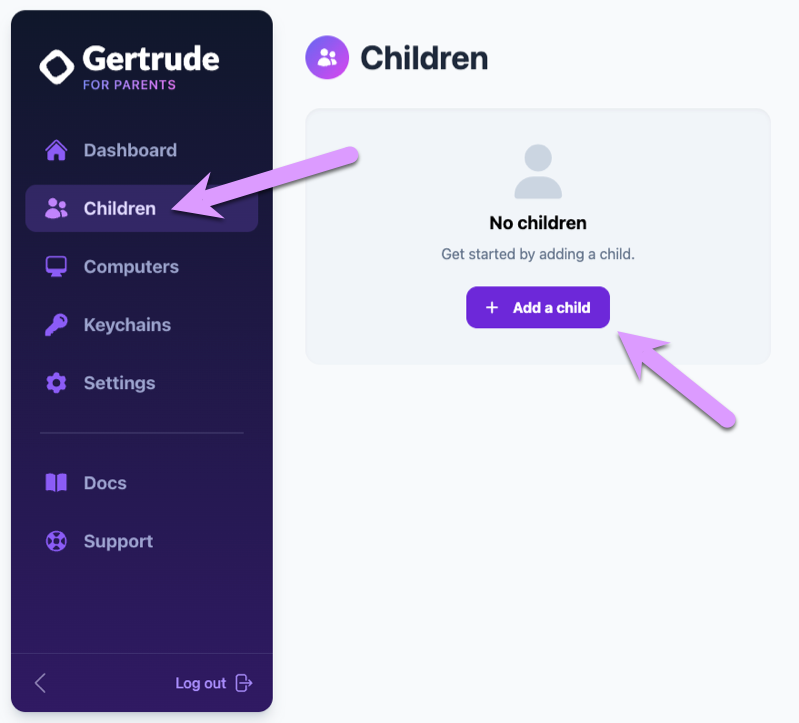 Gertrude
FOR PARENTS
Dashboard
Children
Computers
Keychains
Settings
Docs
Support
Log out
Children
No children
Get started by adding a child.
+ Add a child